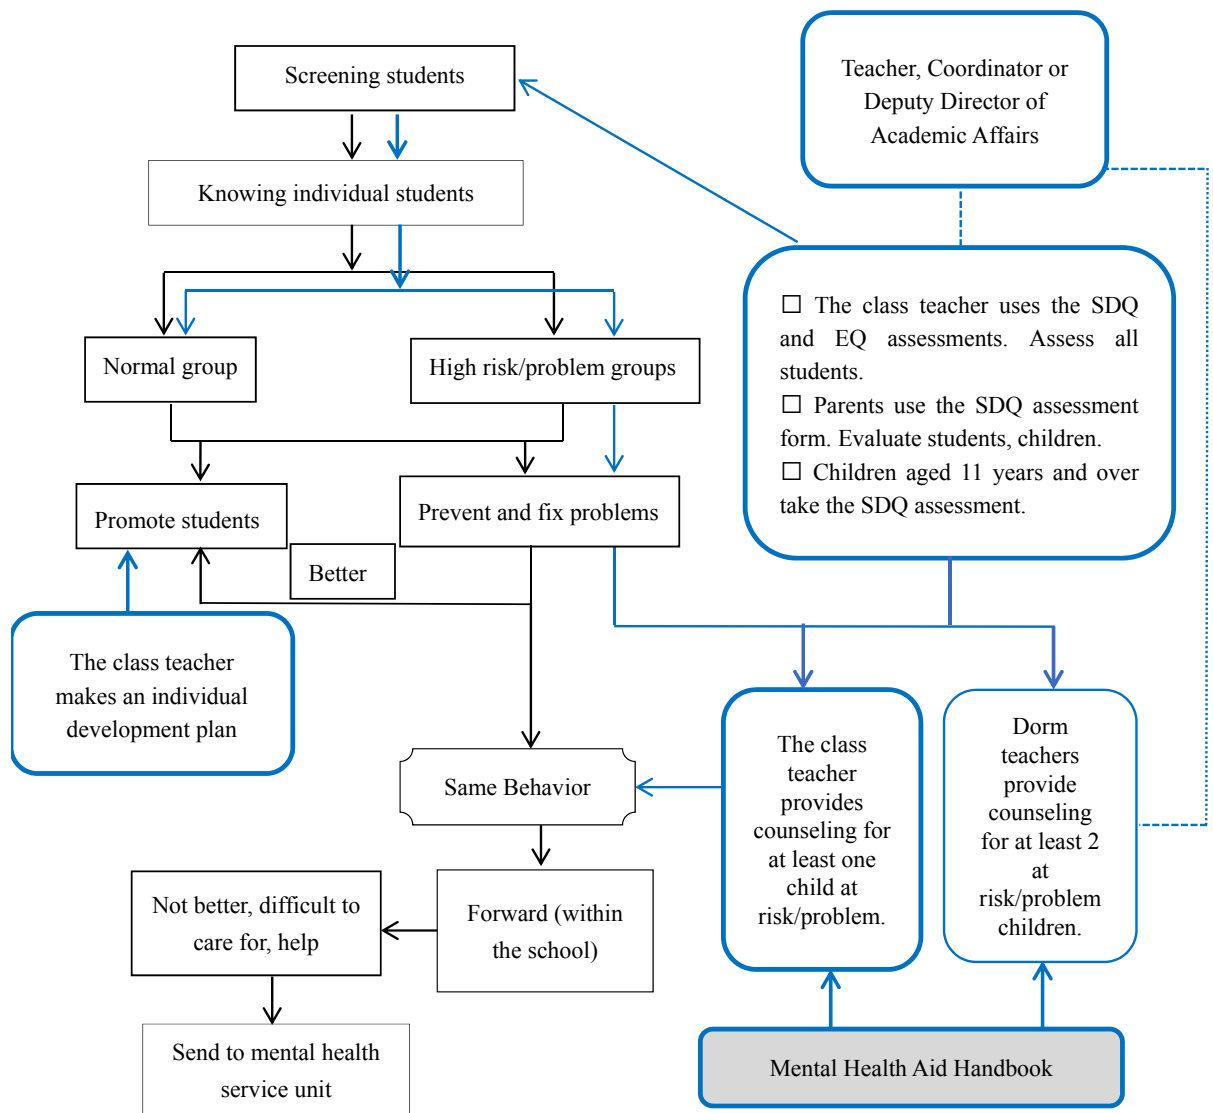 Screening students
Teacher, Coordinator or
Deputy Director of
Academic Affairs
Knowing individual students
☐ The class teacher uses the SDQ
and EQ assessments. Assess all
students.
☐ Parents use the SDQ assessment
form. Evaluate students, children.
☐ Children aged 11 years and over
take the SDQ assessment.
Normal group
High risk/problem groups
Promote students
Prevent and fix problems
Better
The class teacher
makes an individual
development plan
Same Behavior
The class
teacher
provides
counseling for
at least one
child at
risk/problem.
Dorm
teachers
provide
counseling
for at least 2
at
risk/problem
children.
Not better, difficult to
care for, help
Forward (within
the school)
Send to mental health
service unit
Mental Health Aid Handbook